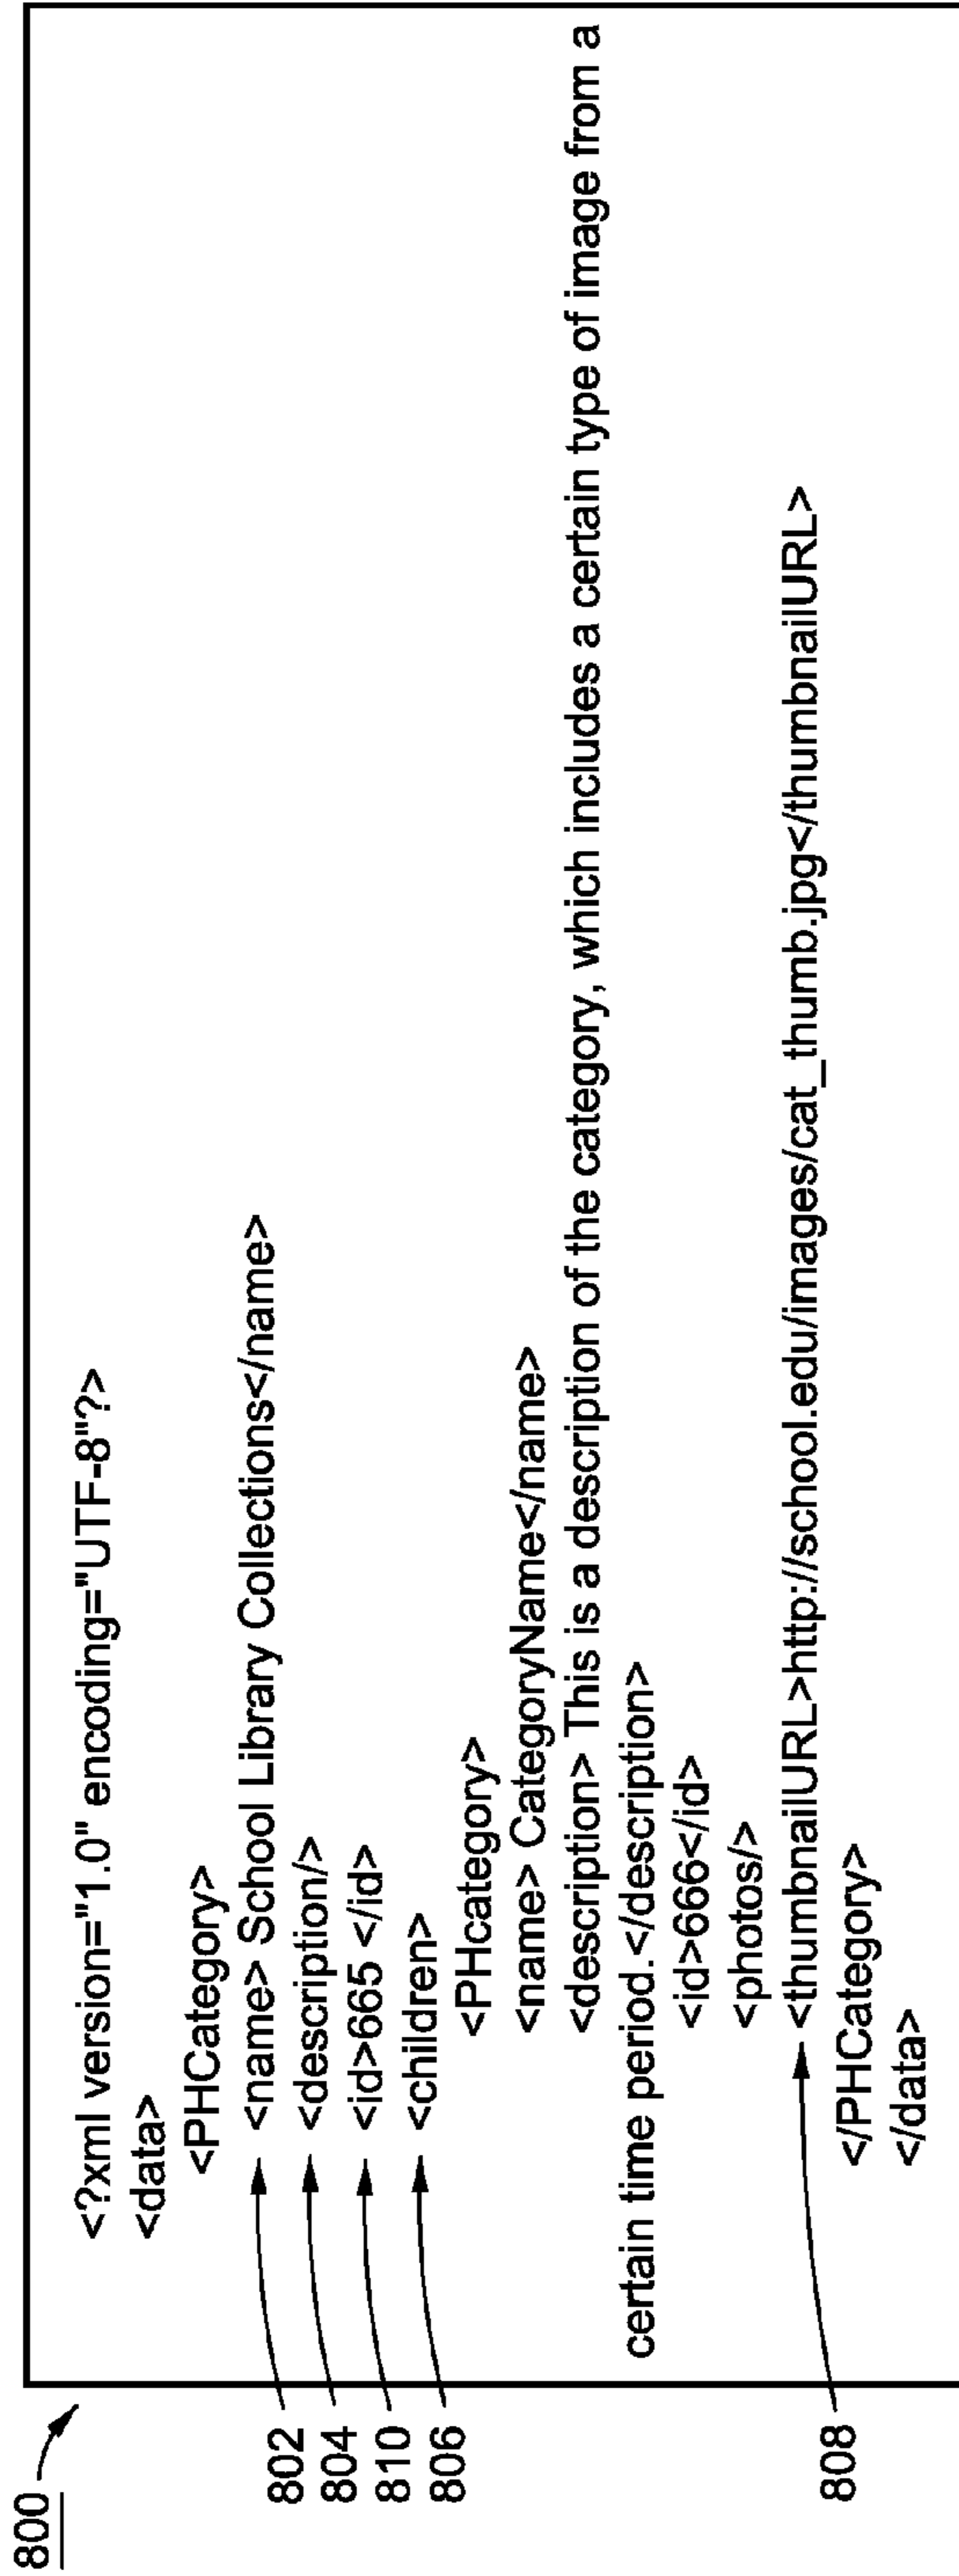 800
<?xml version="1.0" encoding="UTF-8"?>
<data>
<PHCategory>
802 <name> School Library Collections</name>
804 <description/>
810 <id>665 </id>
806 <children>
<PHcategory>
<name> CategoryName</name>
<description> This is a description of the category, which includes a certain type of image from a
certain time period.</description>
<id>666</id>
<photos/>
808 <thumbnailURL>http://school.edu/images/cat_thumb.jpg</thumbnailURL>
</PHCategory>
</data>